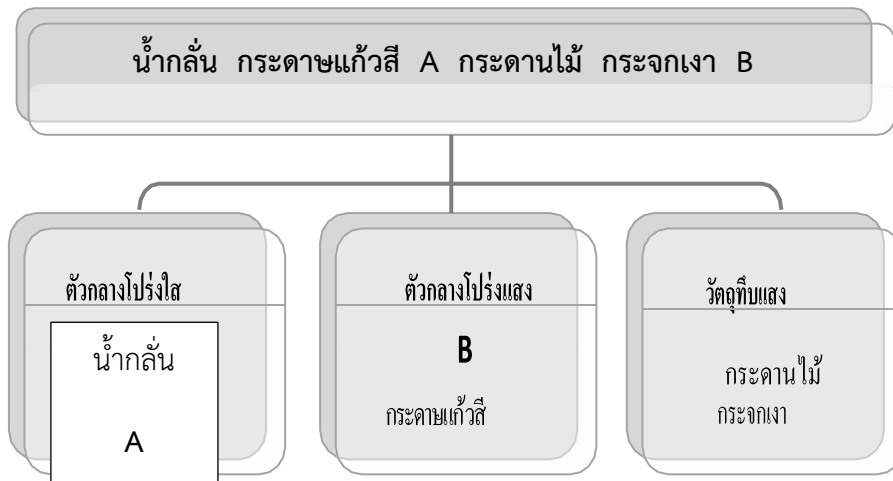 น้ำกลั่น กระดาษแก้วสี A กระดานไม้ กระจกเงา B
ตัวกลางโปร่งใส
น้ำกลั่น
A
ตัวกลางโปร่งแสง
B
กระดาษแก้วสี
วัตถุทึบแสง
กระดานไม้
กระจกเงา